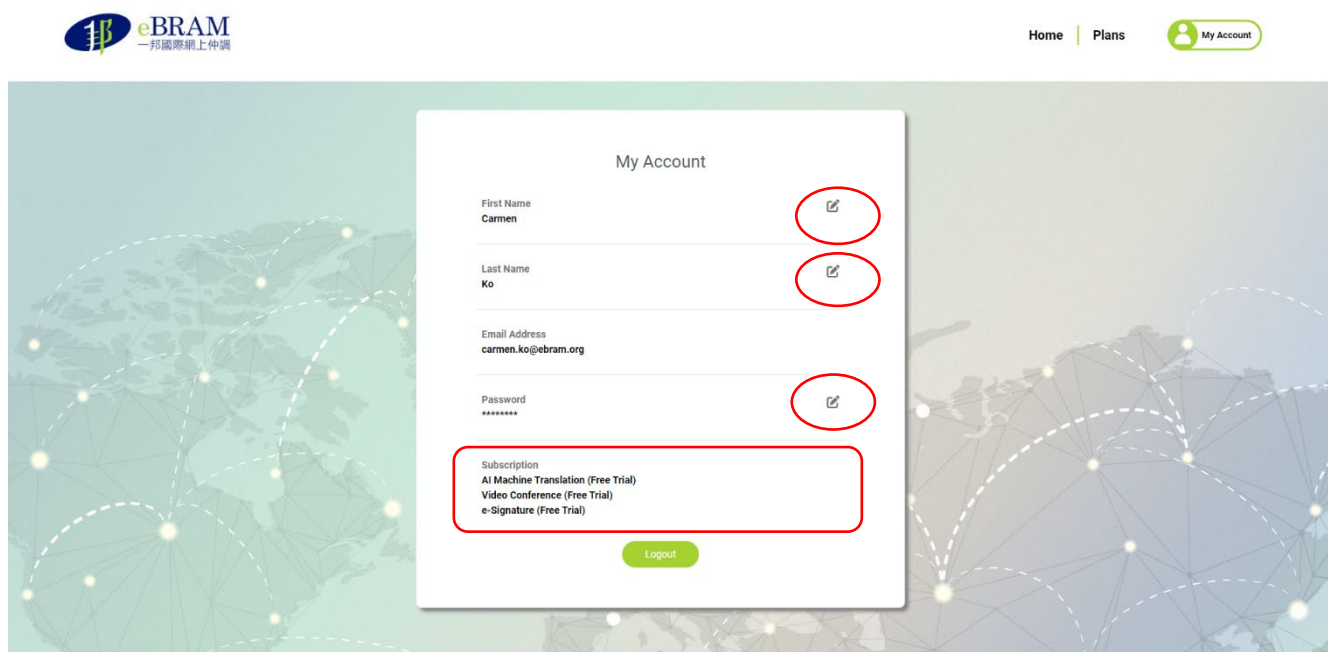 eBRAM
一邦國際網上仲調
Home
Plans
My Account
My Account
First Name
Carmen
Last Name
Ko
Email Address
carmen.ko@ebram.org
Password
********
Subscription
AI Machine Translation (Free Trial)
Video Conference (Free Trial)
e-Signature (Free Trial)
Logout